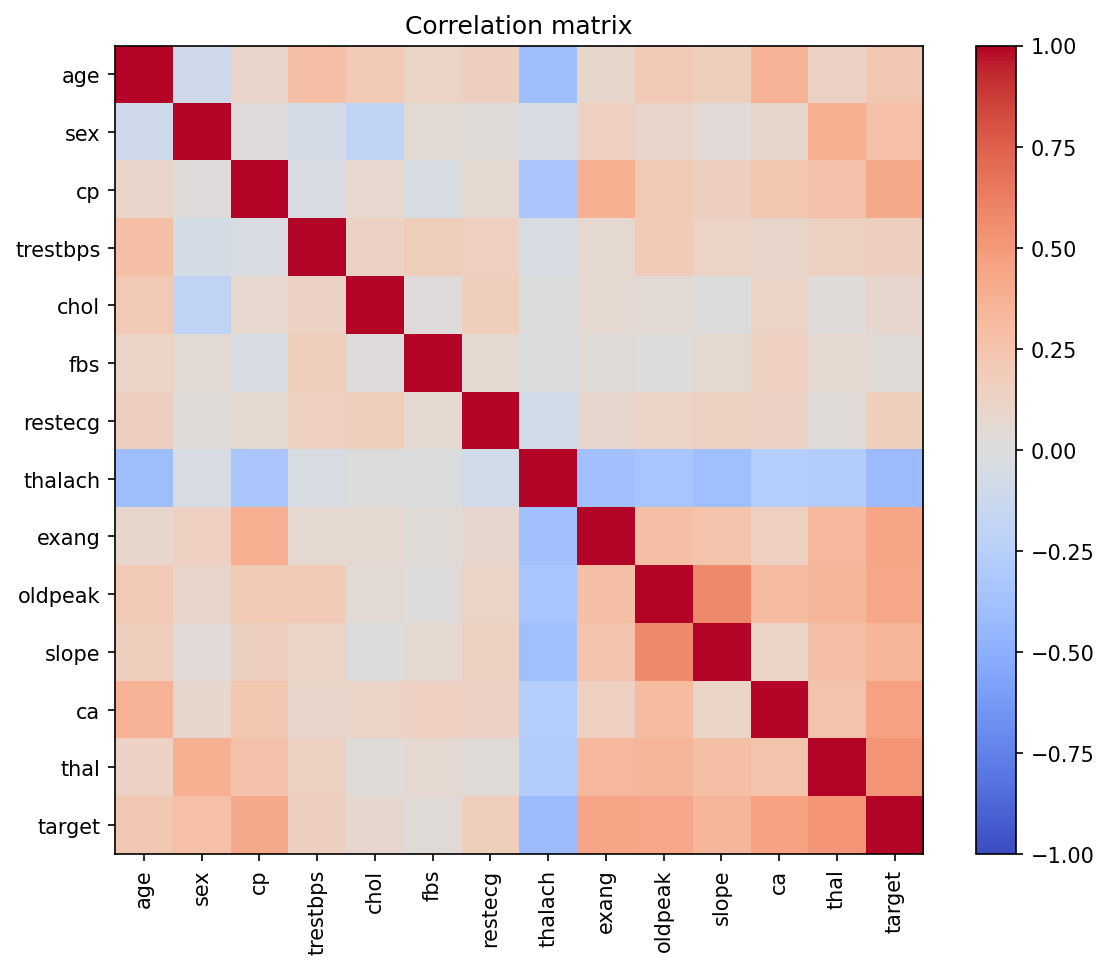 Correlation matrix
age
sex
cp
trestbps
chol
fbs
restecg
thalach
exang
oldpeak
slope
ca
thal
target
age
sex
cp
trestbps
chol
fbs
restecg
thalach
exang
oldpeak
slope
ca
thal
target
1.00
0.75
0.50
0.25
0.00
−0.25
−0.50
−0.75
−1.00